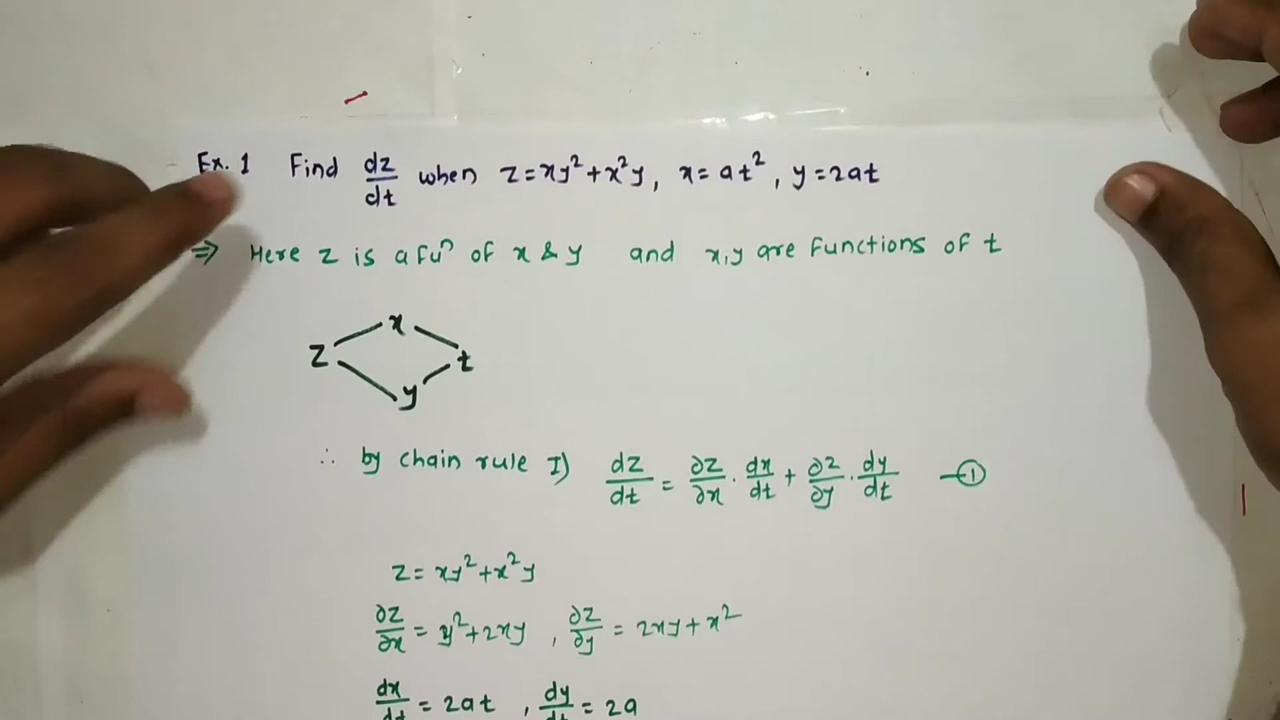 Ex. 1 Find dz/dt when z=xy²+x²y, x=at², y=2at
⇒ Here z is a fuⁿ of x & y and x,y are functions of t
x
z t
y
∴ by chain rule I) dz/dt = ∂z/∂x · dx/dt + ∂z/∂y · dy/dt —①
z= xy²+x²y
∂z/∂x = y²+2xy , ∂z/∂y = 2xy+x²
dx/dt = 2at , dy/dt = 2a